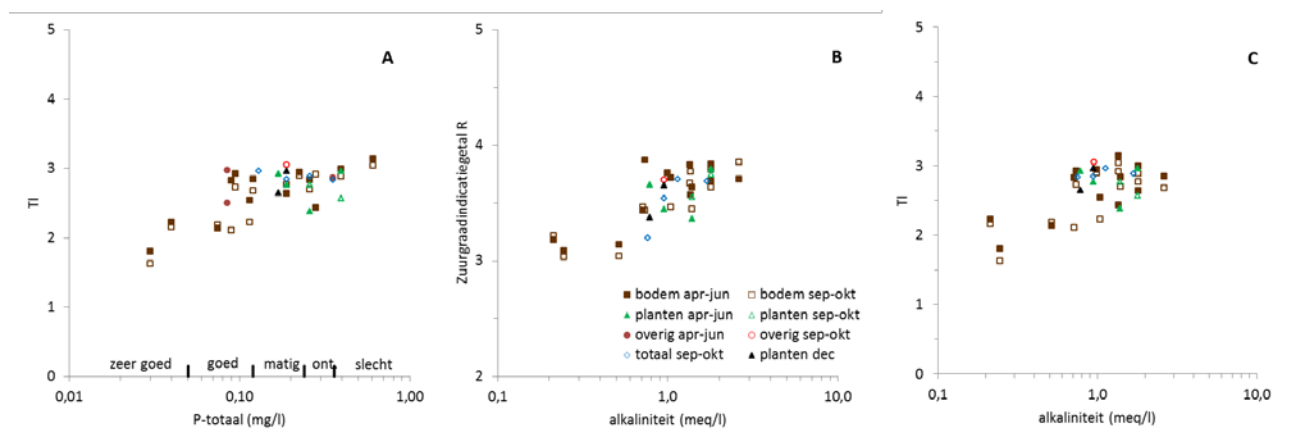 A
5
4
3
2
1
0
TI
zeer goed
goed
matig
ont
slecht
0,01
0,10
1,00
P-totaal (mg/l)
B
5
4
3
2
Zuurgraadindicatiegetal R
bodem apr-jun
bodem sep-okt
planten apr-jun
planten sep-okt
overig apr-jun
overig sep-okt
totaal sep-okt
planten dec
0,1
1,0
10,0
alkaliniteit (meq/l)
C
5
4
3
2
1
0
TI
0,1
1,0
10,0
alkaliniteit (meq/l)